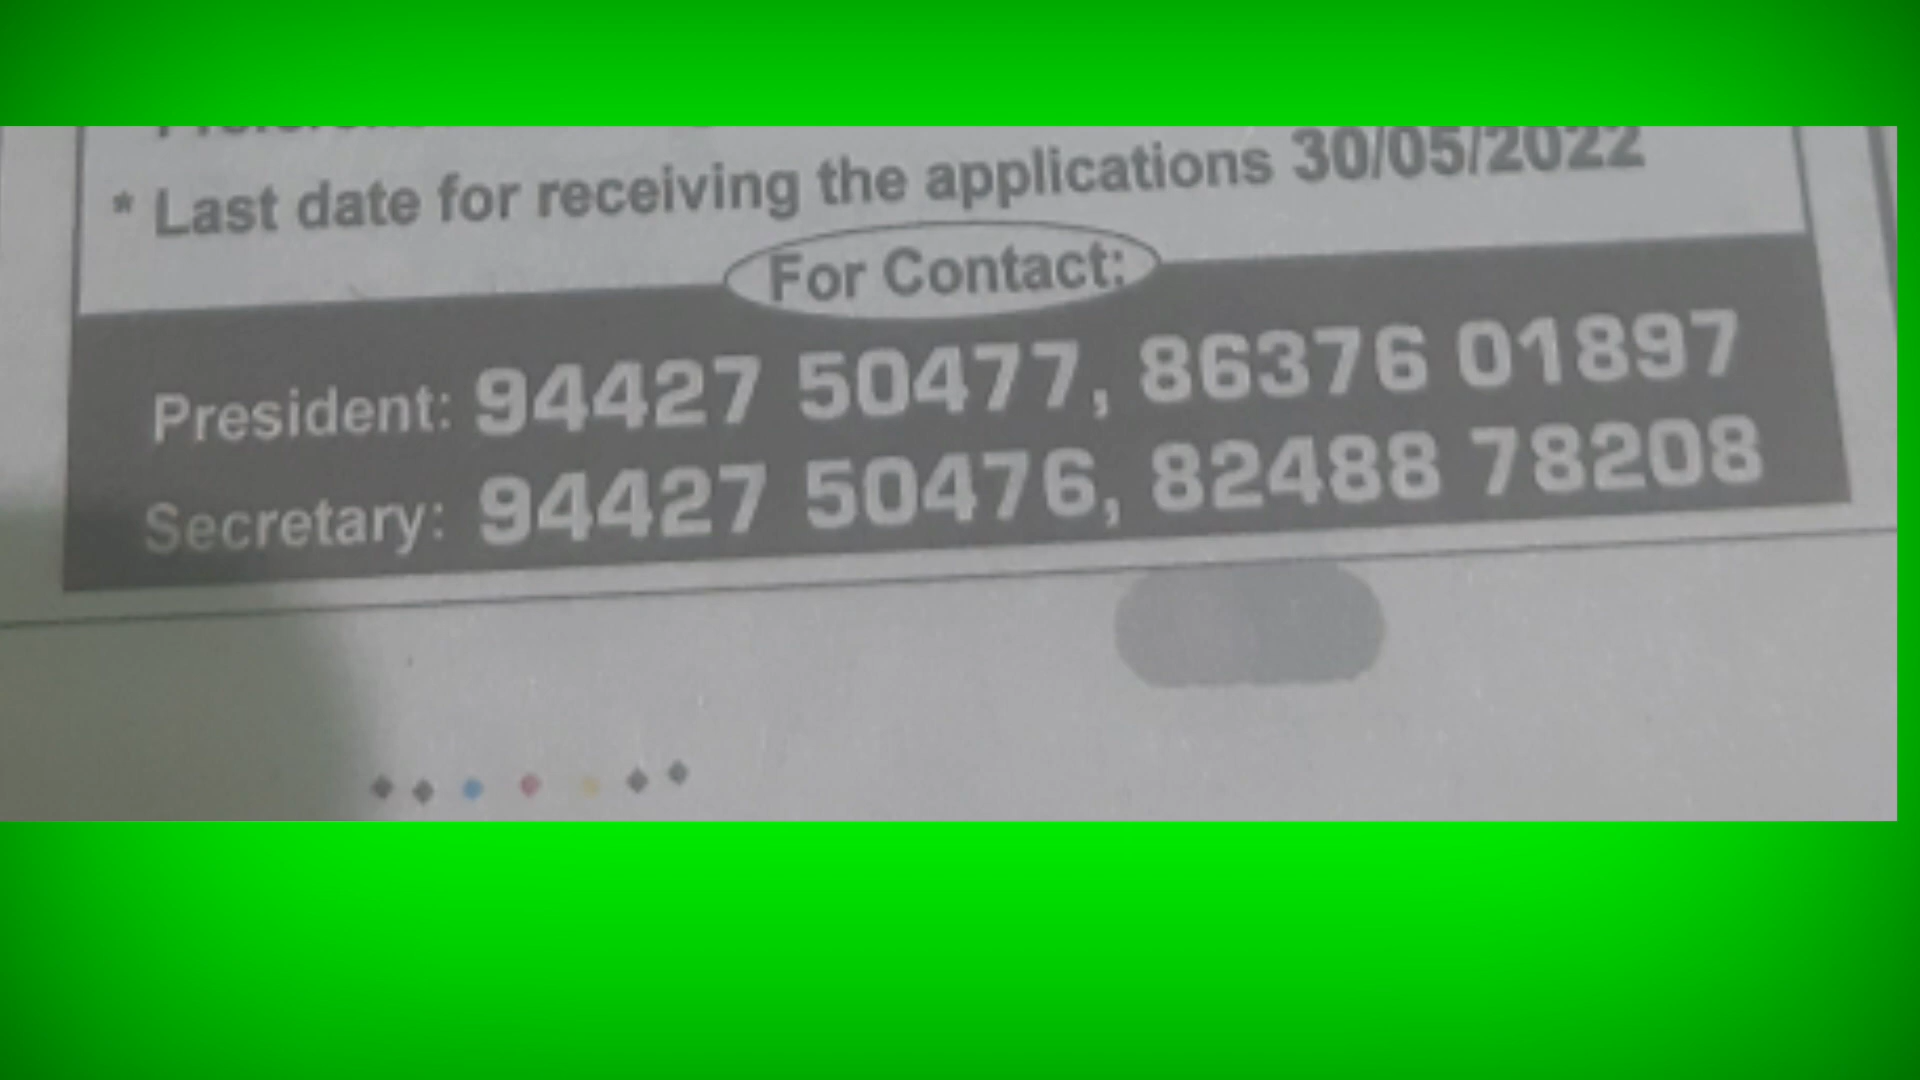 * Last date for receiving the applications 30/05/2022
For Contact:
President: 94427 50477, 86376 01897
Secretary: 94427 50476, 82488 78208